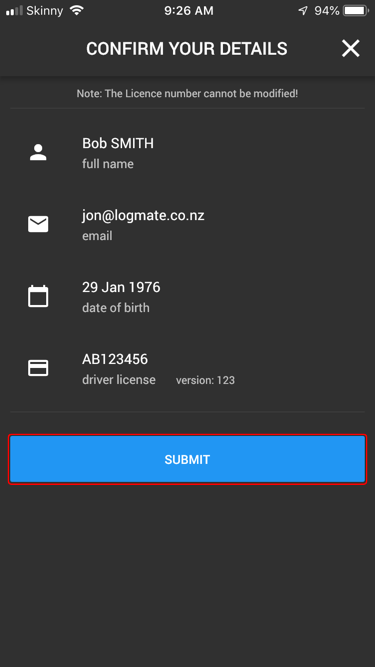 Skinny 9:26 AM 94%
CONFIRM YOUR DETAILS
Note: The Licence number cannot be modified!
Bob SMITH
full name
jon@logmate.co.nz
email
29 Jan 1976
date of birth
AB123456
driver license version: 123
SUBMIT